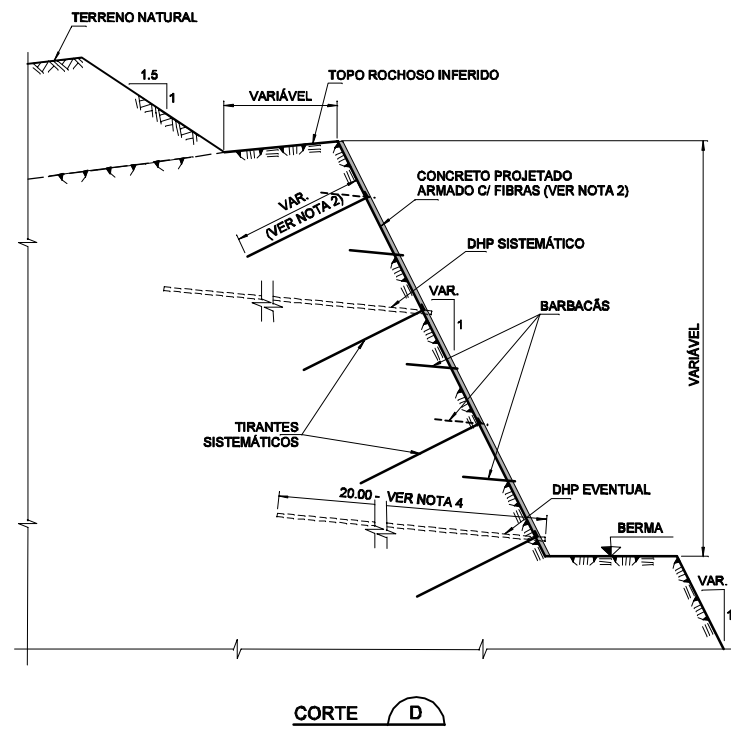 TERRENO NATURAL
1.5
1
TOPO ROCHOSO INFERIDO
VARIÁVEL
CONCRETO PROJETADO
ARMADO C/ FIBRAS (VER NOTA 2)
VAR.
(VER NOTA 2)
DHP SISTEMÁTICO
VAR.
1
BARBACÃS
VARIÁVEL
TIRANTES
SISTEMÁTICOS
20.00 - VER NOTA 4
DHP EVENTUAL
BERMA
VAR.
1
CORTE D